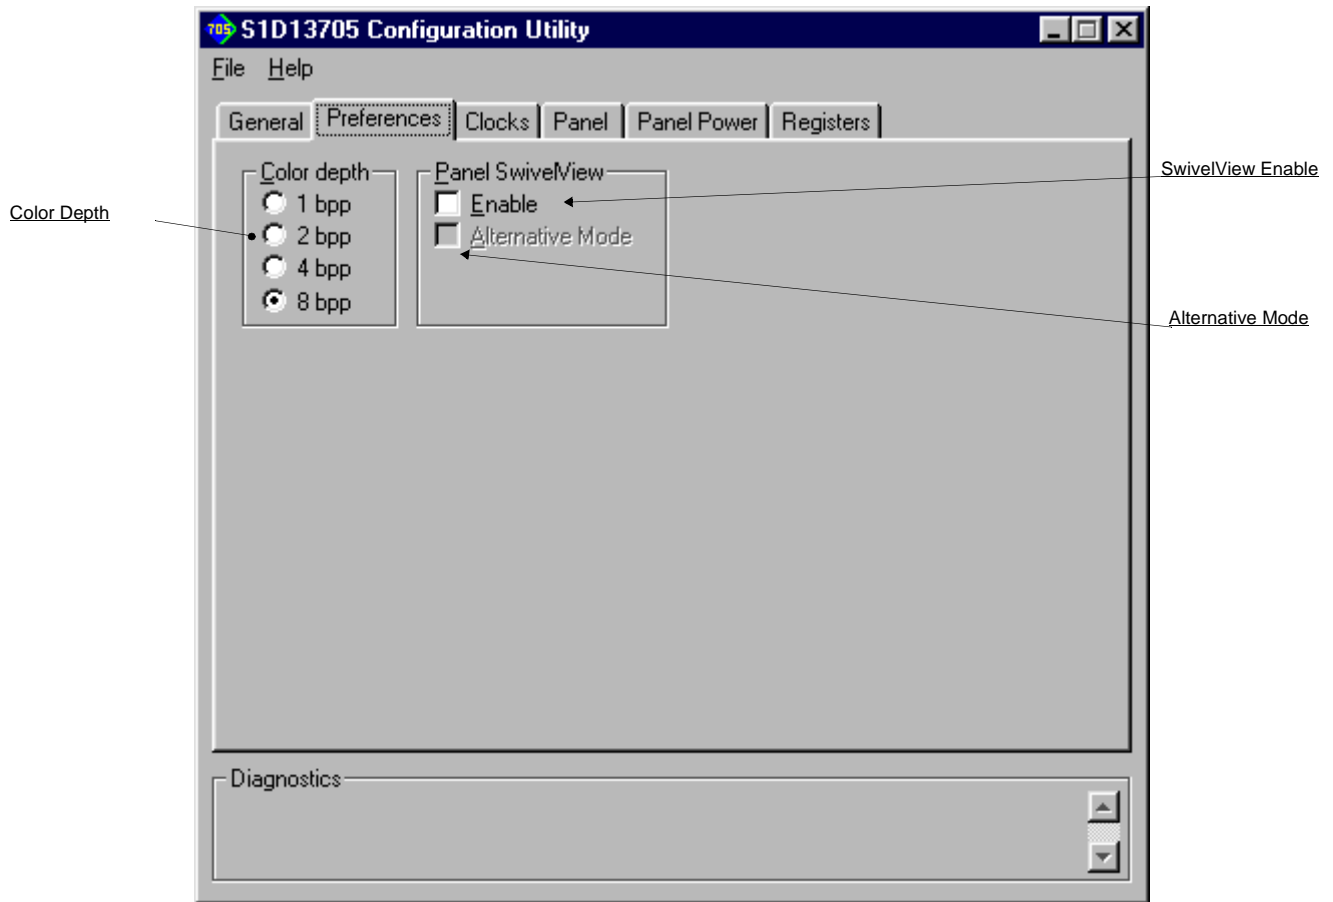 705 S1D13705 Configuration Utility
File Help
General Preferences Clocks Panel Panel Power Registers
Color depth
1 bpp
2 bpp
4 bpp
8 bpp
Panel SwivelView
Enable
Alternative Mode
SwivelView Enable
Color Depth
Alternative Mode
Diagnostics